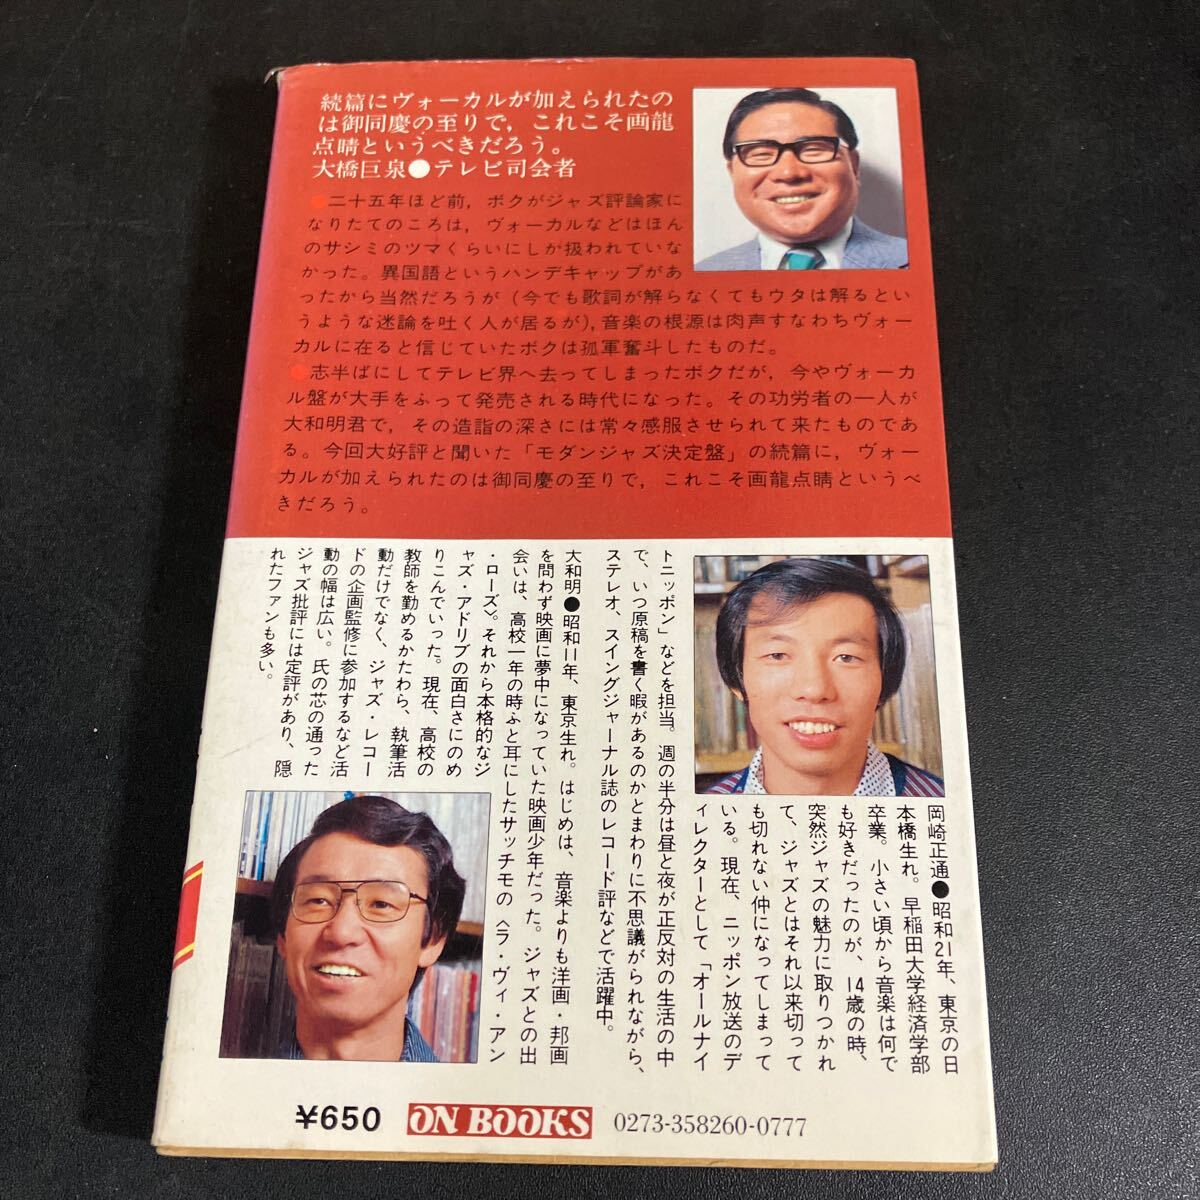 続篇にヴォーカルが加えられたの
は御同慶の至りで，これこそ画龍
点晴というべきだろう。
大橋巨泉●テレビ司会者
●二十五年ほど前，ボクがジャズ評論家に
なりたてのころは，ヴォーカルなどはほん
のサシミのツマくらいにしか扱われていな
かった。異国語というハンデキャップがあ
ったから当然だろうが（今でも歌詞が解らなくてもウタは解るとい
うような迷論を吐く人が居るが），音楽の根源は肉声すなわちヴォー
カルに在ると信じていたボクは孤軍奮斗したものだ。
●志半ばにしてテレビ界へ去ってしまったボクだが，今やヴォーカ
ル盤が大手をふって発売される時代になった。その功労者の一人が
大和明君で，その造詣の深さには常々感服させられて来たものであ
る。今回大好評と聞いた「モダンジャズ決定盤」の続篇に，ヴォー
カルが加えられたのは御同慶の至りで，これこそ画龍点睛というべ
きだろう。
岡崎正通●昭和21年、東京の日
本橋生れ。早稲田大学経済学部
卒業。小さい頃から音楽は何で
も好きだったのが、14歳の時、
突然ジャズの魅力に取りつかれ
て、ジャズとはそれ以来切って
も切れない仲になってしまって
いる。現在、ニッポン放送のデ
ィレクターとして「オールナイ
トニッポン」などを担当。週の半分は昼と夜が正反対の生活の中
で、いつ原稿を書く暇があるのかとまわりに不思議がられながら、
ステレオ、スイングジャーナル誌のレコード評などで活躍中。
大和明●昭和11年、東京生れ。はじめは、音楽よりも洋画・邦画
を問わず映画に夢中になっていた映画少年だった。ジャズとの出
会いは、高校一年の時ふと耳にしたサッチモの〈ラ・ヴィ・アン
・ローズ〉。それから本格的なジ
ャズ・アドリブの面白さにのめ
りこんでいった。現在、高校の
教師を勤めるかたわら、執筆活
動だけでなく、ジャズ・レコー
ドの企画監修に参加するなど活
動の幅は広い。氏の芯の通った
ジャズ批評には定評があり、隠
れたファンも多い。
¥650 ON BOOKS 0273-358260-0777